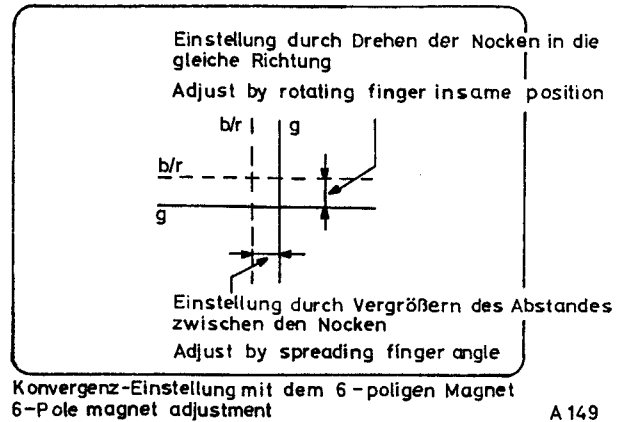 Einstellung durch Drehen der Nocken in die
gleiche Richtung
Adjust by rotating finger in same position
b/r g
b/r
g
Einstellung durch Vergrößern des Abstandes
zwischen den Nocken
Adjust by spreading finger angle
Konvergenz-Einstellung mit dem 6-poligen Magnet
6-Pole magnet adjustment A 149